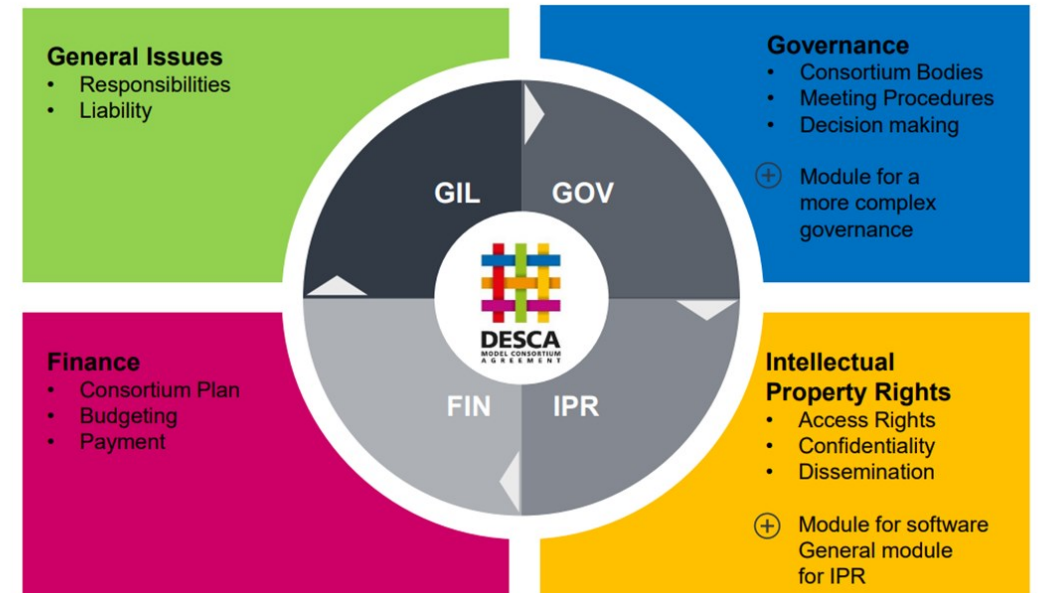 General Issues
• Responsibilities
• Liability
Governance
• Consortium Bodies
• Meeting Procedures
• Decision making
Module for a
more complex
governance
GIL
GOV
DESCA
MODEL CONSORTIUM
AGREEMENT
FIN
IPR
Finance
• Consortium Plan
• Budgeting
• Payment
Intellectual
Property Rights
• Access Rights
• Confidentiality
• Dissemination
Module for software
General module
for IPR